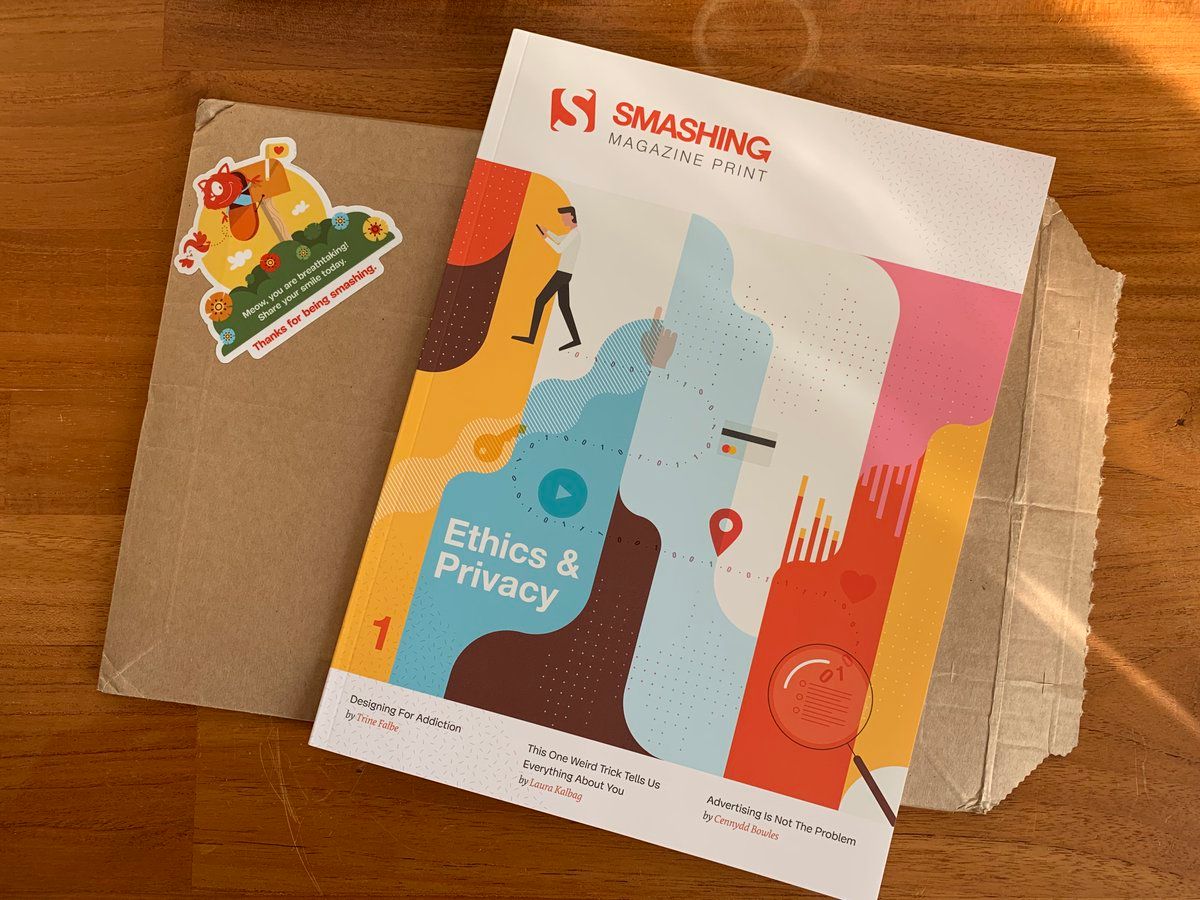 SMASHING
MAGAZINE PRINT
Meow, you are breathtaking!
Share your smile today.
Thanks for being smashing.
Ethics &
Privacy
1
Designing For Addiction
by Trine Falbe
This One Weird Trick Tells Us
Everything About You
by Laura Kalbag
Advertising Is Not The Problem
by Cennydd Bowles